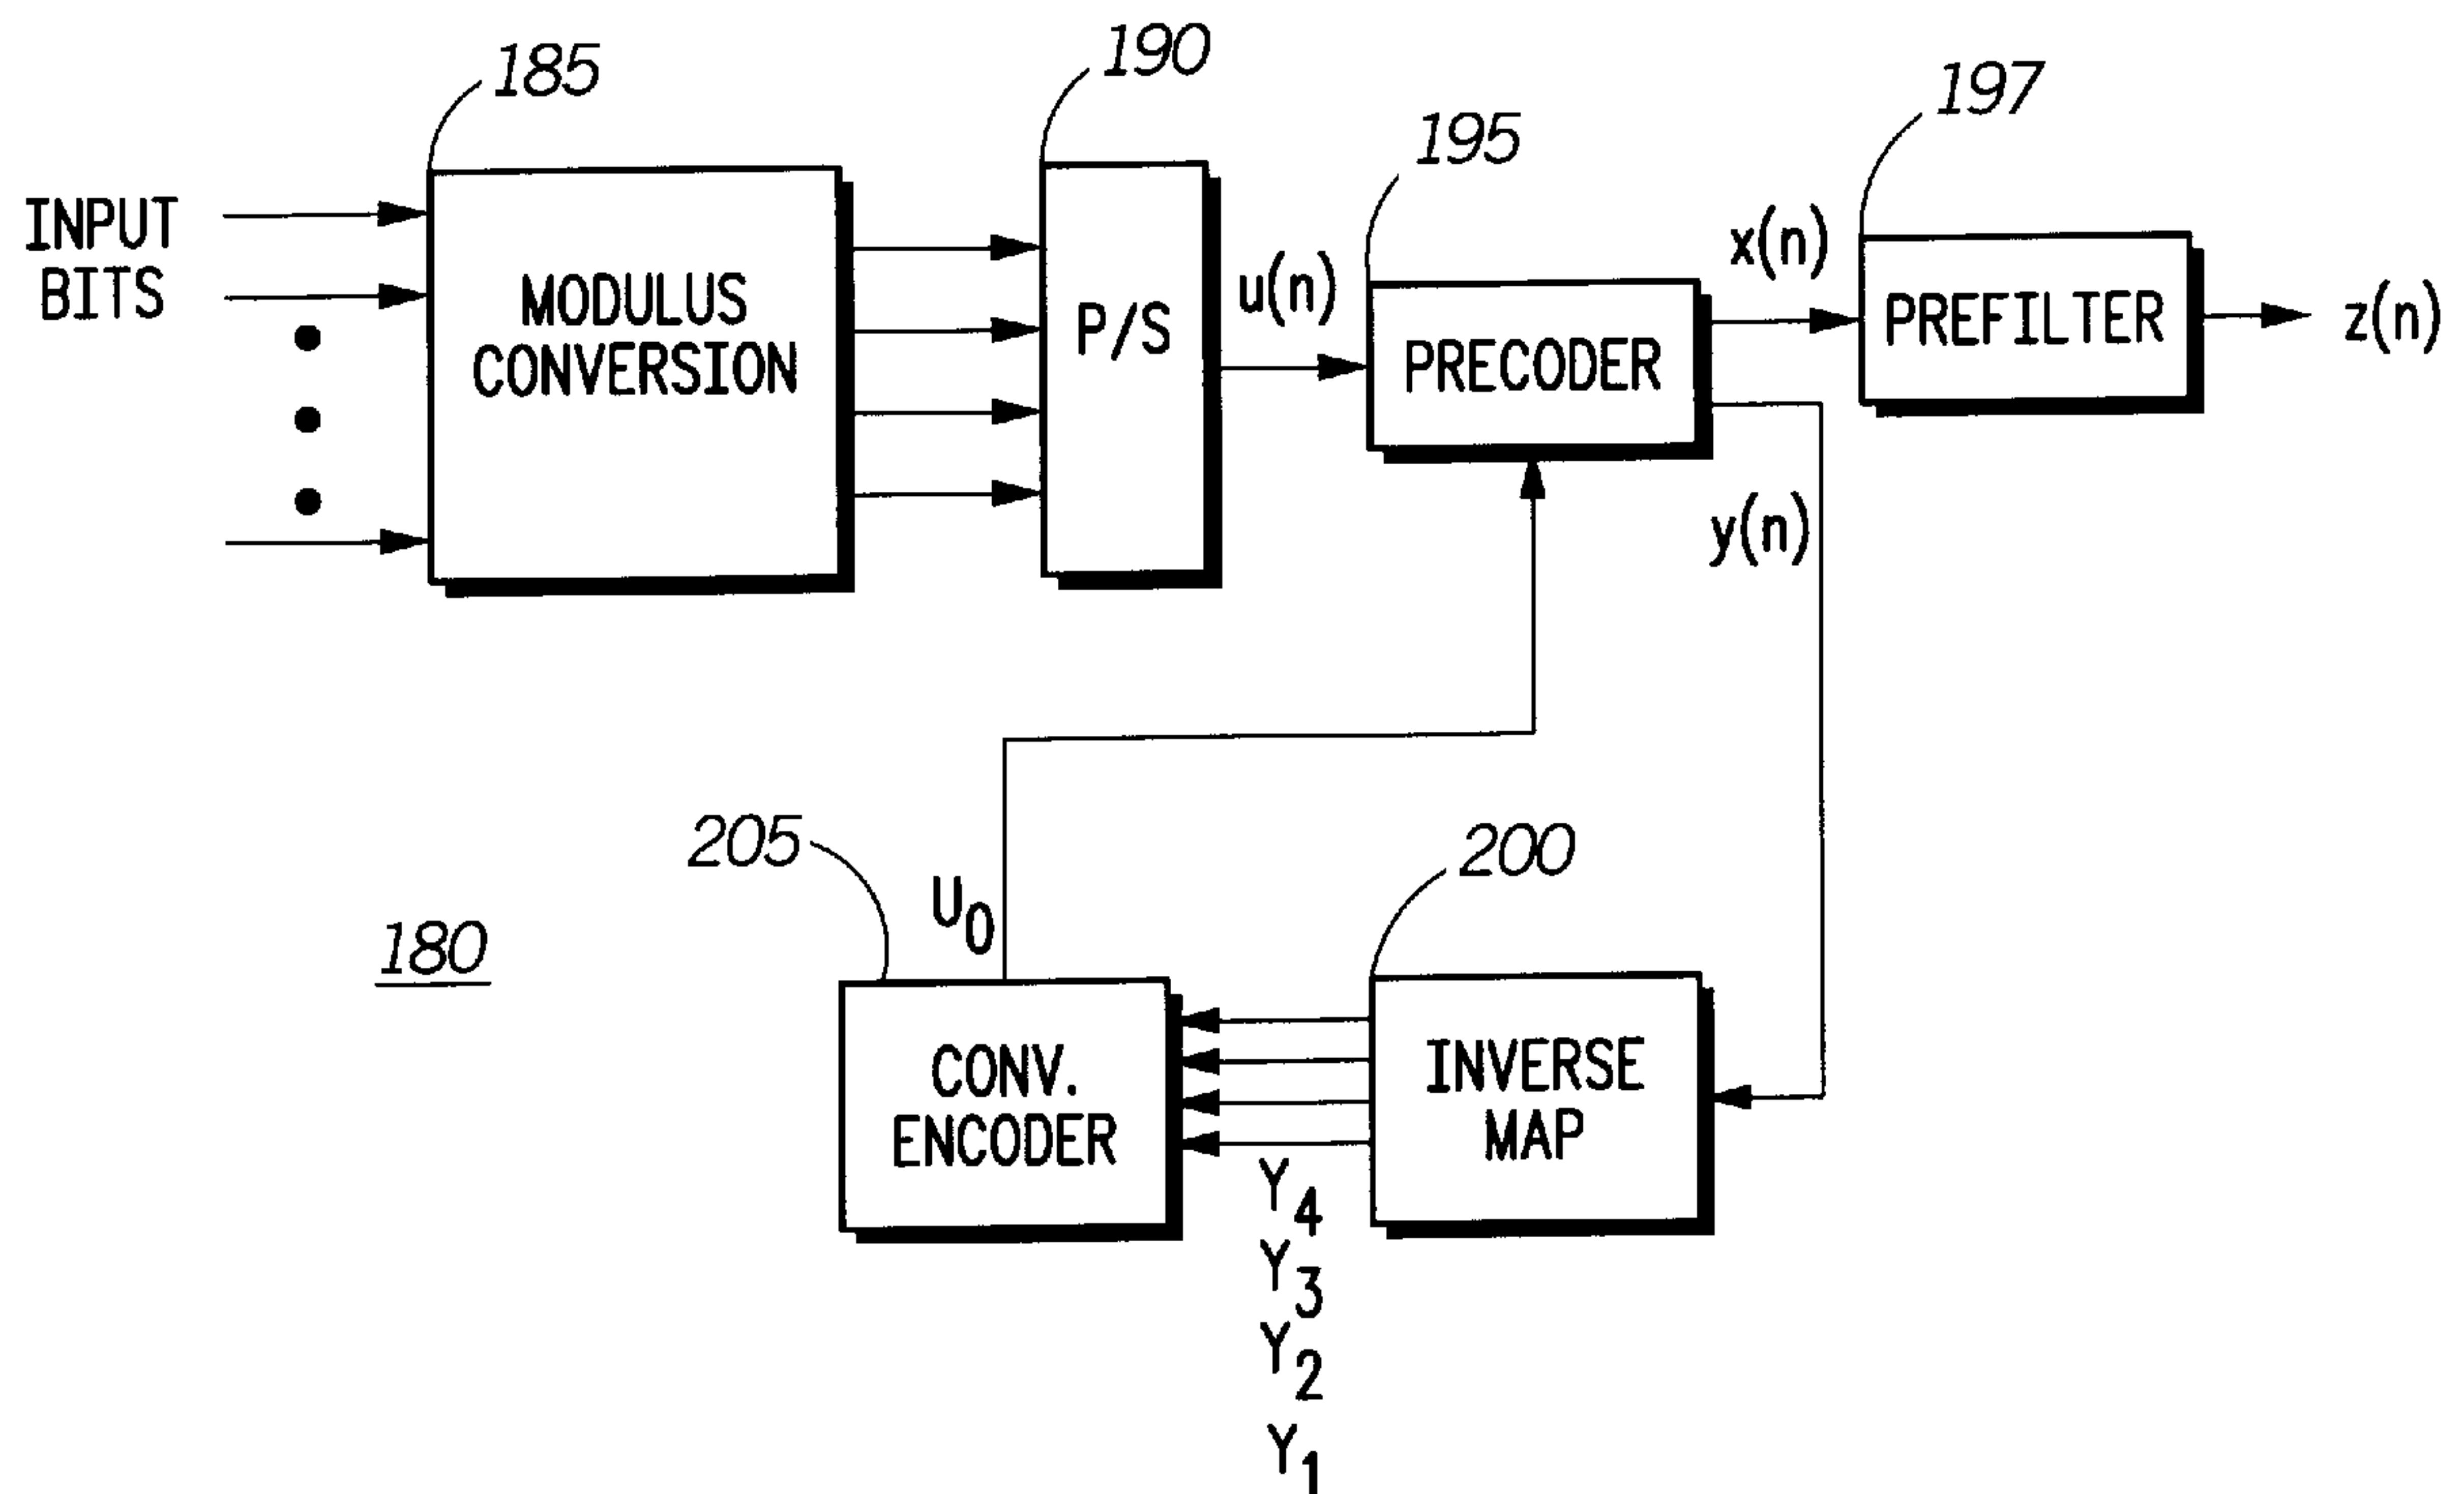 185
190
195
197
INPUT
BITS
MODULUS
CONVERSION
P/S
u(n)
PRECODER
x(n)
PREFILTER
z(n)
y(n)
205
200
U0
180
CONV.
ENCODER
INVERSE
MAP
Y4
Y3
Y2
Y1